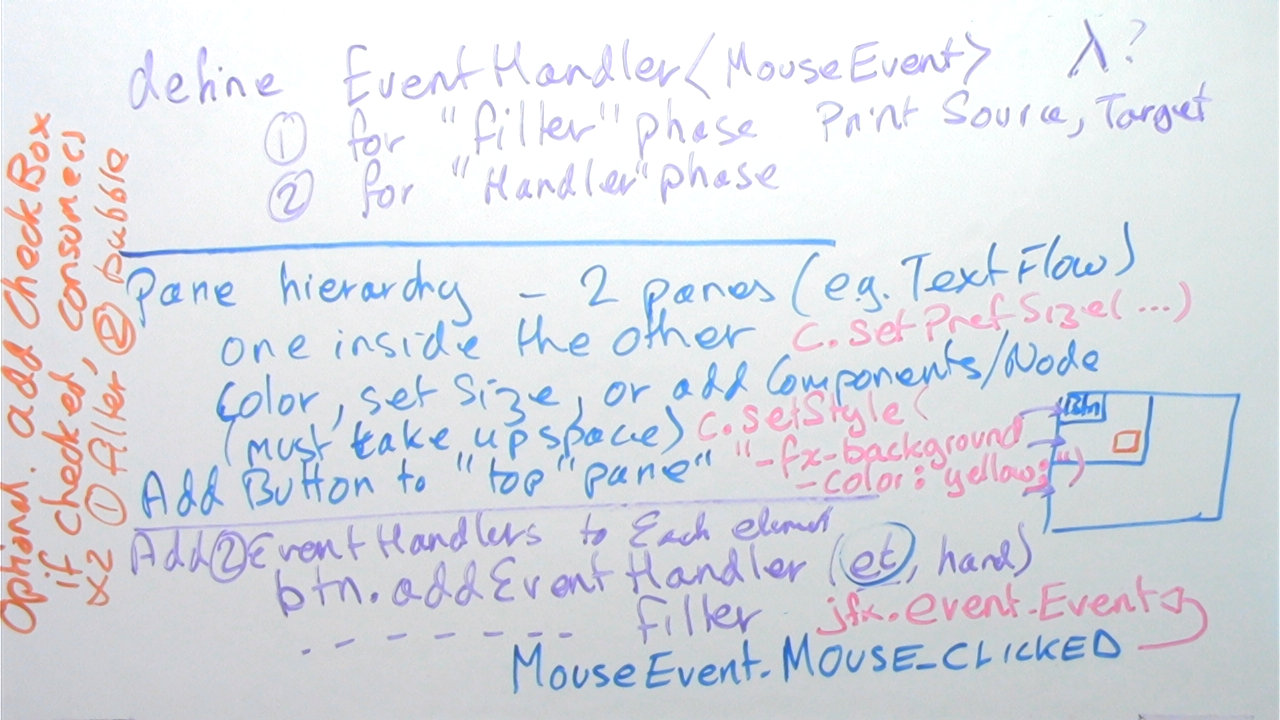 define EventHandler<MouseEvent> λ?
① for "filter" phase Print Source, Target
② for "Handler" phase
Pane hierarchy - 2 panes (e.g. TextFlow)
one inside the other c.setPrefSize(...)
Color, set size, or add Components/Node
(must take up space) c.setStyle(
"-fx-background
-color: yellow;")
Add Button to "top" pane"
Btn
Add ② EventHandlers to Each element
btn.addEventHandler (et, hand)
- - - - - - - - Filter jfx.event.Event
MouseEvent.MOUSE_CLICKED
Optional: add CheckBox
if checked, consume()
x2 ① filter ② bubble